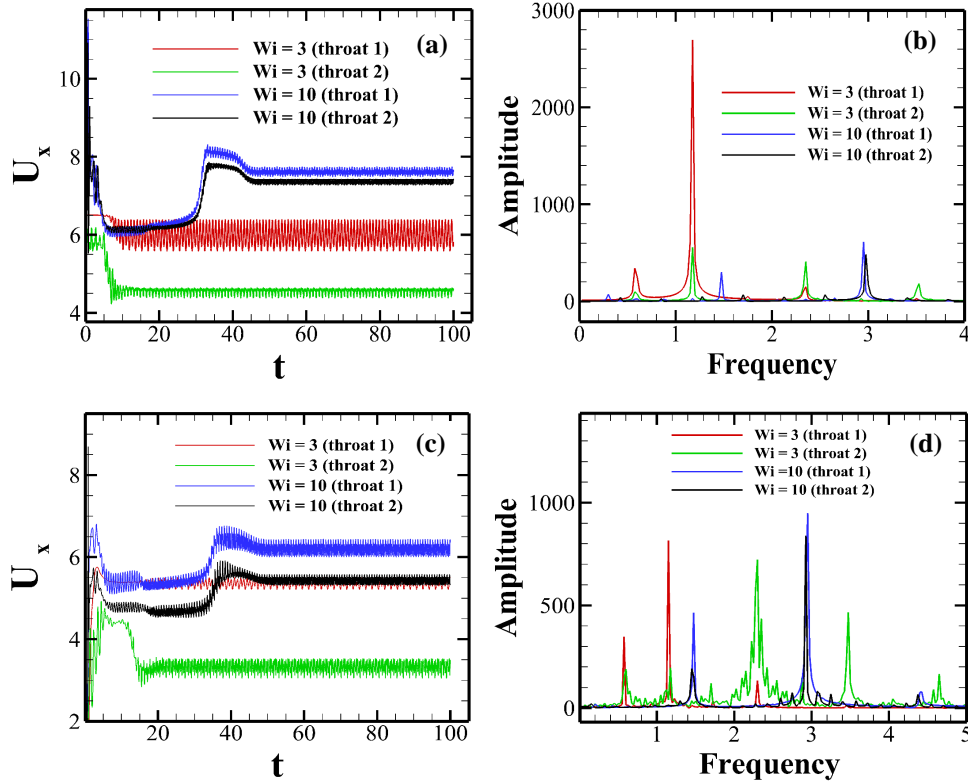 (a)
Wi = 3 (throat 1)
Wi = 3 (throat 2)
Wi = 10 (throat 1)
Wi = 10 (throat 2)
U_x
10
8
6
4
0 20 40 60 80 100
t
(b)
Wi = 3 (throat 1)
Wi = 3 (throat 2)
Wi = 10 (throat 1)
Wi = 10 (throat 2)
Amplitude
3000
2000
1000
0
0 1 2 3 4
Frequency
(c)
Wi = 3 (throat 1)
Wi = 3 (throat 2)
Wi = 10 (throat 1)
Wi = 10 (throat 2)
U_x
8
6
4
2
20 40 60 80 100
t
(d)
Wi = 3 (throat 1)
Wi = 3 (throat 2)
Wi =10 (throat 1)
Wi = 10 (throat 2)
Amplitude
1000
500
0
1 2 3 4 5
Frequency